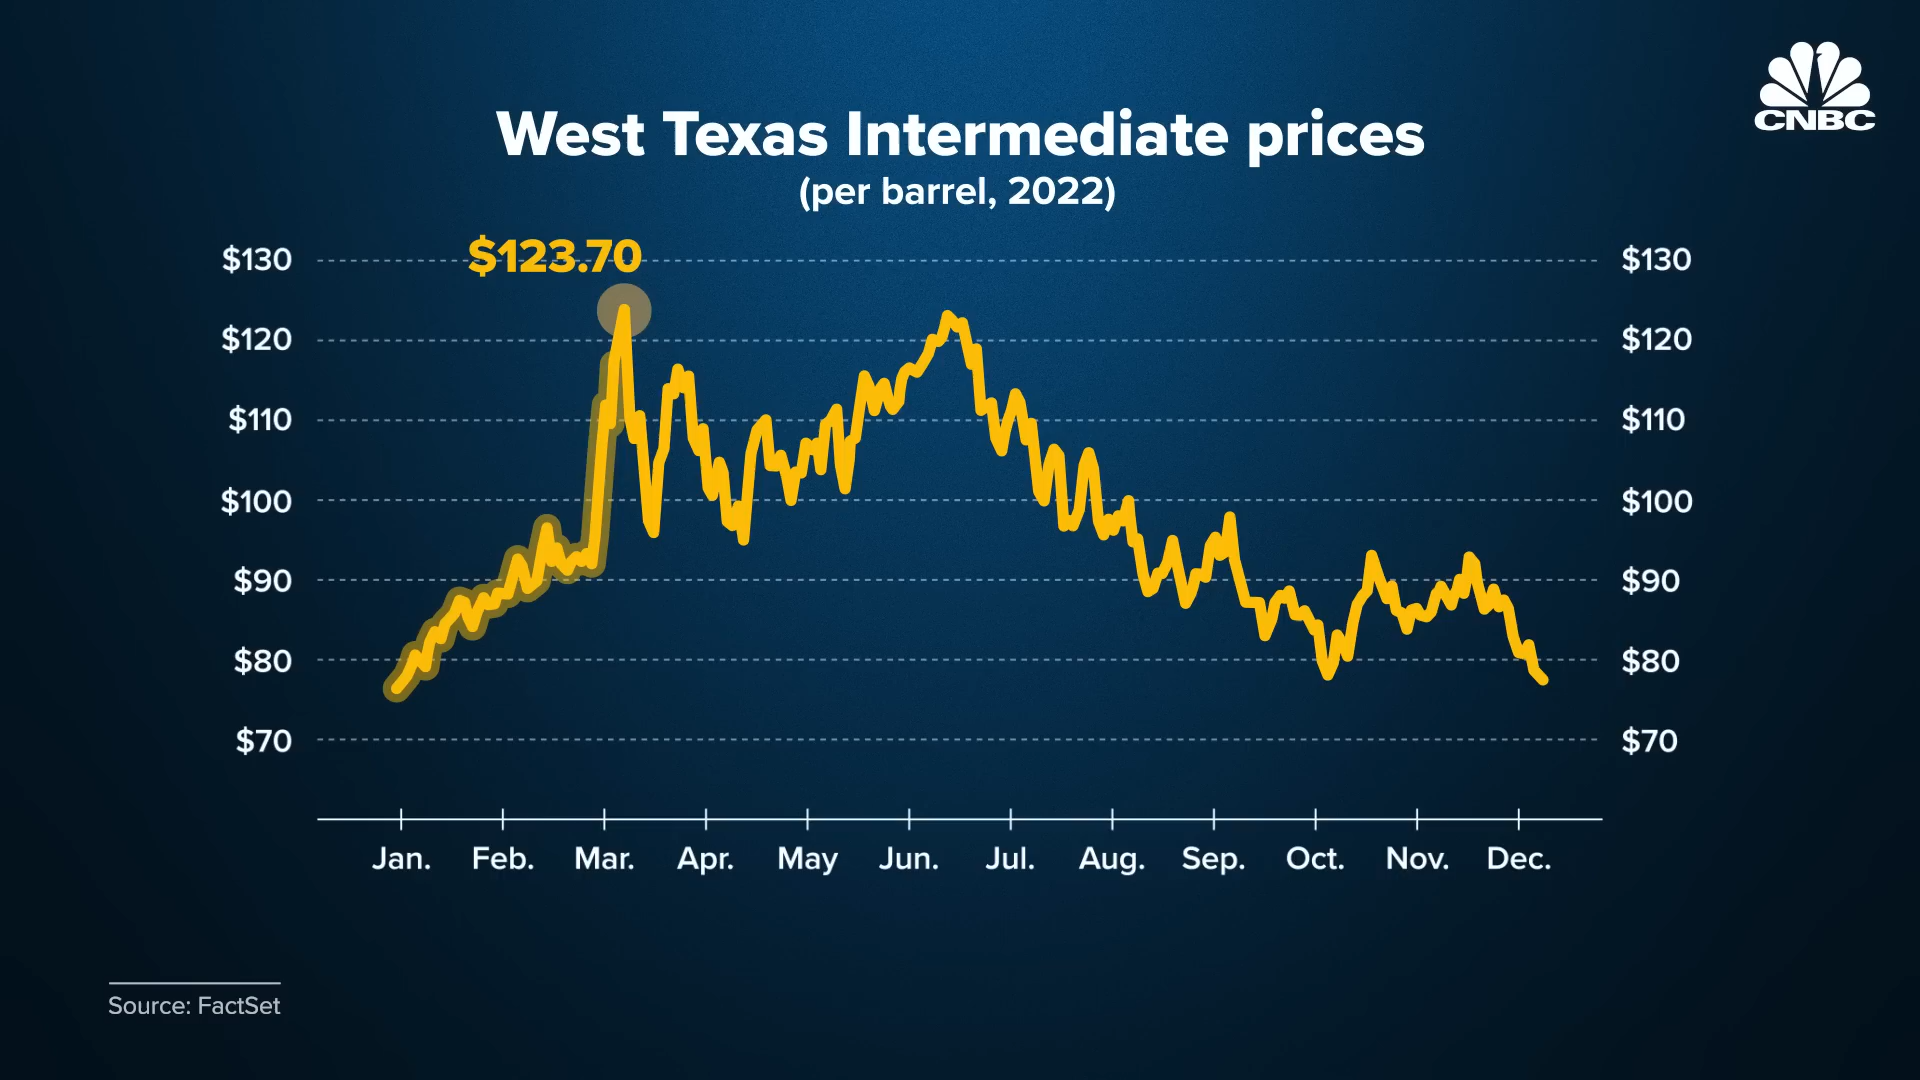 CNBC
West Texas Intermediate prices
(per barrel, 2022)
$123.70
$130 $130
$120 $120
$110 $110
$100 $100
$90 $90
$80 $80
$70 $70
Jan. Feb. Mar. Apr. May Jun. Jul. Aug. Sep. Oct. Nov. Dec.
Source: FactSet